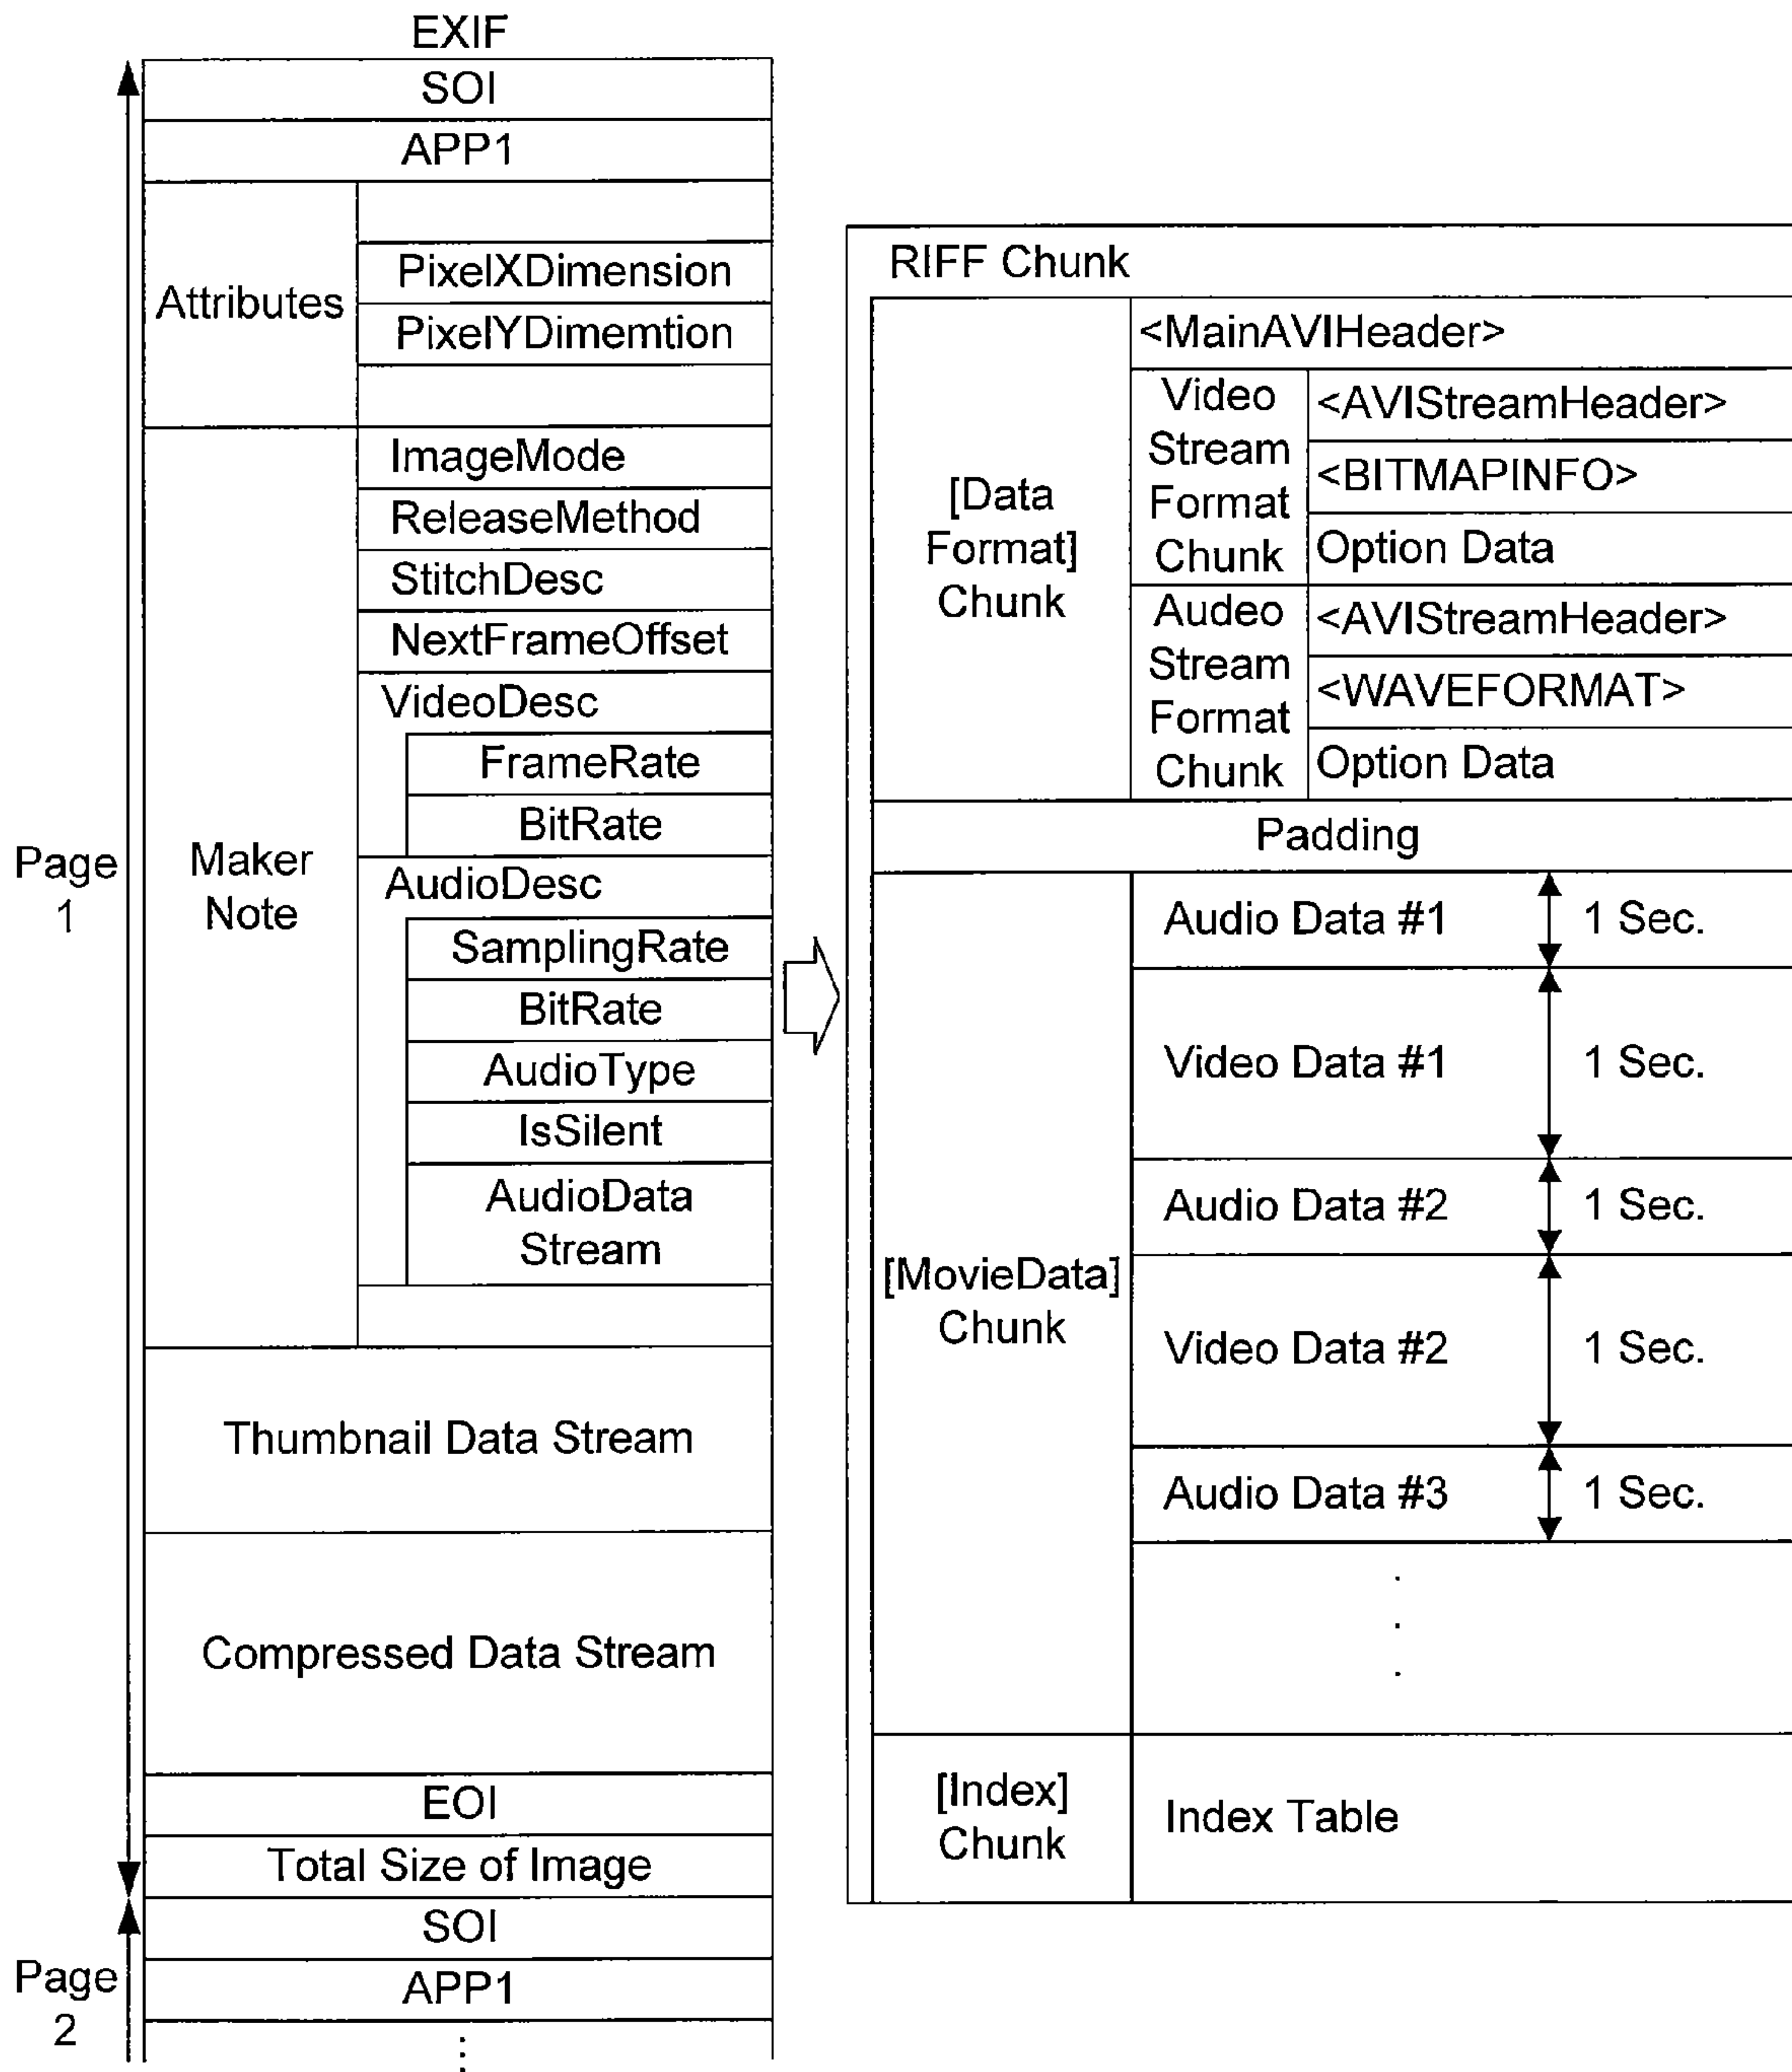 EXIF
SOI
APP1
Attributes
PixelXDimension
PixelYDimemtion
Page
1
Maker
Note
ImageMode
ReleaseMethod
StitchDesc
NextFrameOffset
VideoDesc
FrameRate
BitRate
AudioDesc
SamplingRate
BitRate
AudioType
IsSilent
AudioData
Stream
Thumbnail Data Stream
Compressed Data Stream
EOI
Total Size of Image
Page
2
SOI
APP1
RIFF Chunk
[Data
Format]
Chunk
<MainAVIHeader>
Video
Stream
Format
Chunk
<AVIStreamHeader>
<BITMAPINFO>
Option Data
Audeo
Stream
Format
Chunk
<AVIStreamHeader>
<WAVEFORMAT>
Option Data
Padding
[MovieData]
Chunk
Audio Data #1 1 Sec.
Video Data #1 1 Sec.
Audio Data #2 1 Sec.
Video Data #2 1 Sec.
Audio Data #3 1 Sec.
[Index]
Chunk
Index Table